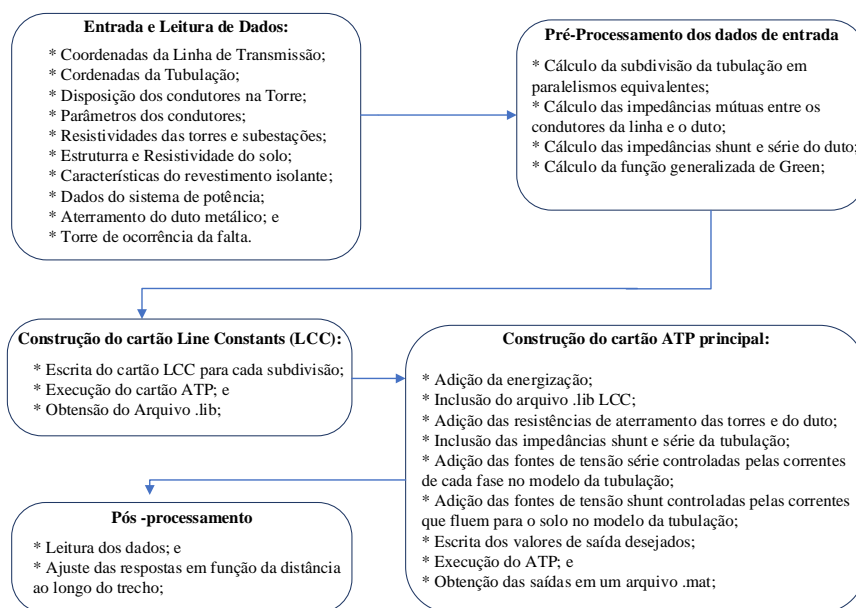 Entrada e Leitura de Dados:
* Coordenadas da Linha de Transmissão;
* Cordenadas da Tubulação;
* Disposição dos condutores na Torre;
* Parâmetros dos condutores;
* Resistividades das torres e subestações;
* Estruturra e Resistividade do solo;
* Características do revestimento isolante;
* Dados do sistema de potência;
* Aterramento do duto metálico; e
* Torre de ocorrência da falta.
Pré-Processamento dos dados de entrada
* Cálculo da subdivisão da tubulação em
paralelismos equivalentes;
* Cálculo das impedâncias mútuas entre os
condutores da linha e o duto;
* Cálculo das impedâncias shunt e série do duto;
* Cálculo da função generalizada de Green;
Construção do cartão Line Constants (LCC):
* Escrita do cartão LCC para cada subdivisão;
* Execução do cartão ATP; e
* Obtensão do Arquivo .lib;
Construção do cartão ATP principal:
* Adição da energização;
* Inclusão do arquivo .lib LCC;
* Adição das resistências de aterramento das torres e do duto;
* Inclusão das impedâncias shunt e série da tubulação;
* Adição das fontes de tensão série controladas pelas correntes
de cada fase no modelo da tubulação;
* Adição das fontes de tensão shunt controladas pelas correntes
que fluem para o solo no modelo da tubulação;
* Escrita dos valores de saída desejados;
* Execução do ATP; e
* Obtenção das saídas em um arquivo .mat;
Pós -processamento
* Leitura dos dados; e
* Ajuste das respostas em função da distância
ao longo do trecho;